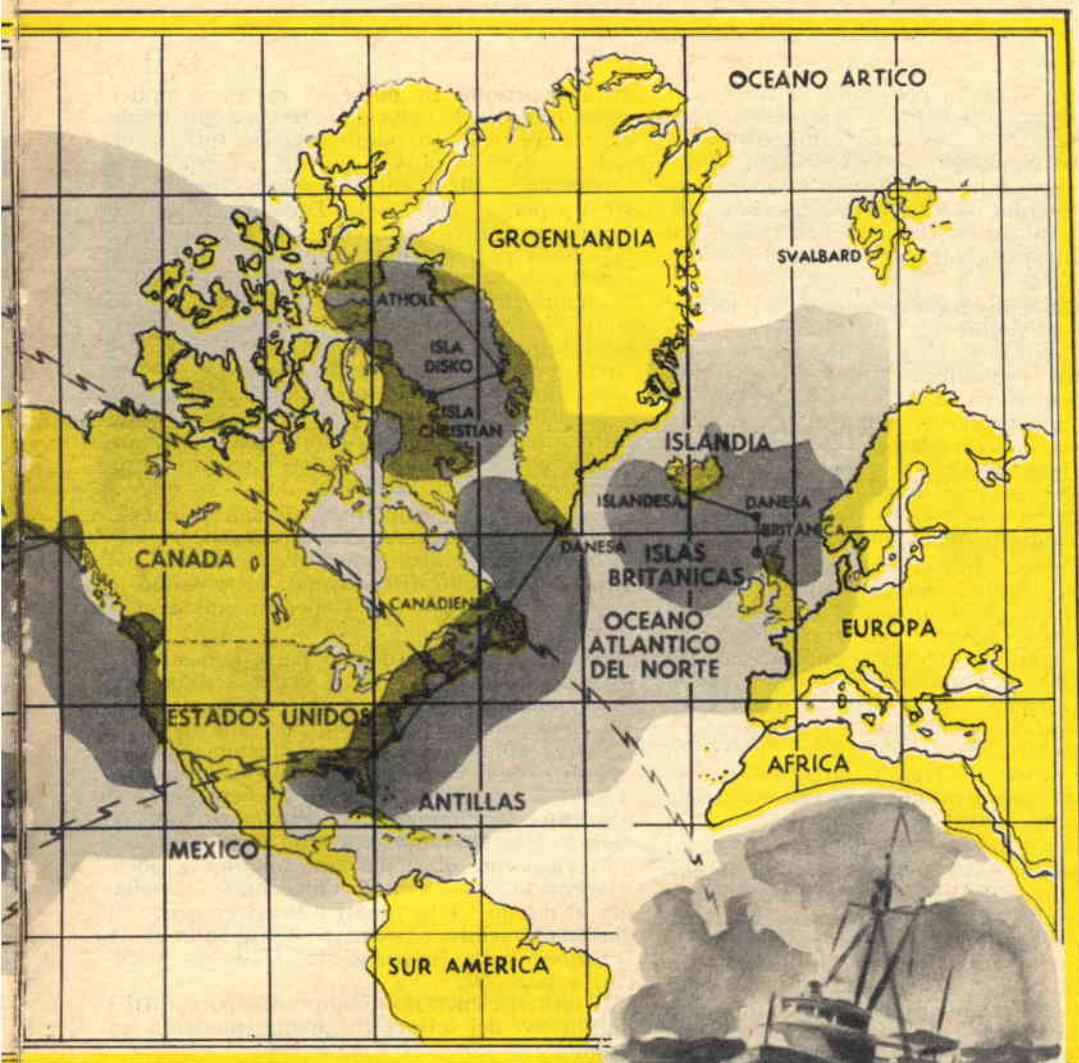 OCEANO ARTICO
GROENLANDIA
SVALBARD
ATHOLL
ISLA
DISKO
ISLA
CHRISTIAN
ISLANDIA
ISLANDESA
DANESA
BRITANICA
DANESA
ISLAS
BRITANICAS
CANADA
CANADIENSE
OCEANO
ATLANTICO
DEL NORTE
EUROPA
ESTADOS UNIDOS
AFRICA
ANTILLAS
MEXICO
SUR AMERICA